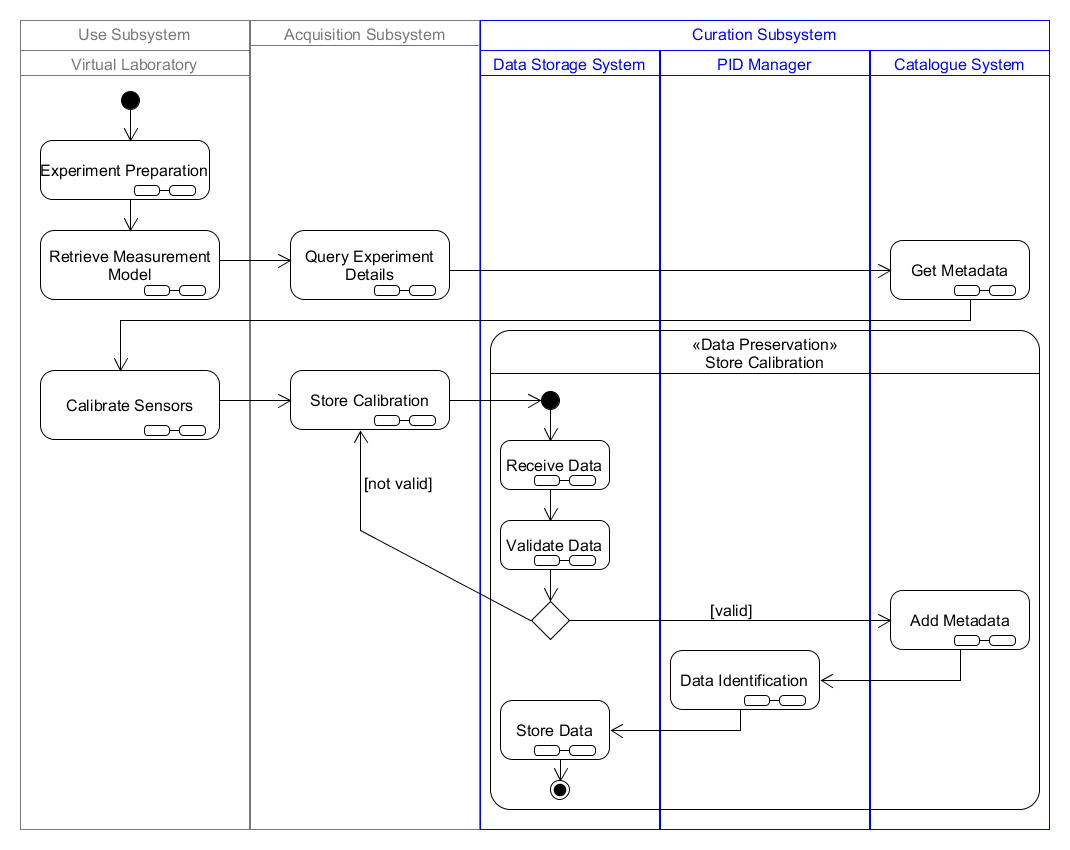 Use Subsystem
Acquisition Subsystem
Curation Subsystem
Virtual Laboratory
Data Storage System
PID Manager
Catalogue System
Experiment Preparation
Retrieve Measurement
Model
Query Experiment
Details
Get Metadata
«Data Preservation»
Store Calibration
Calibrate Sensors
Store Calibration
Receive Data
[not valid]
Validate Data
[valid]
Add Metadata
Data Identification
Store Data